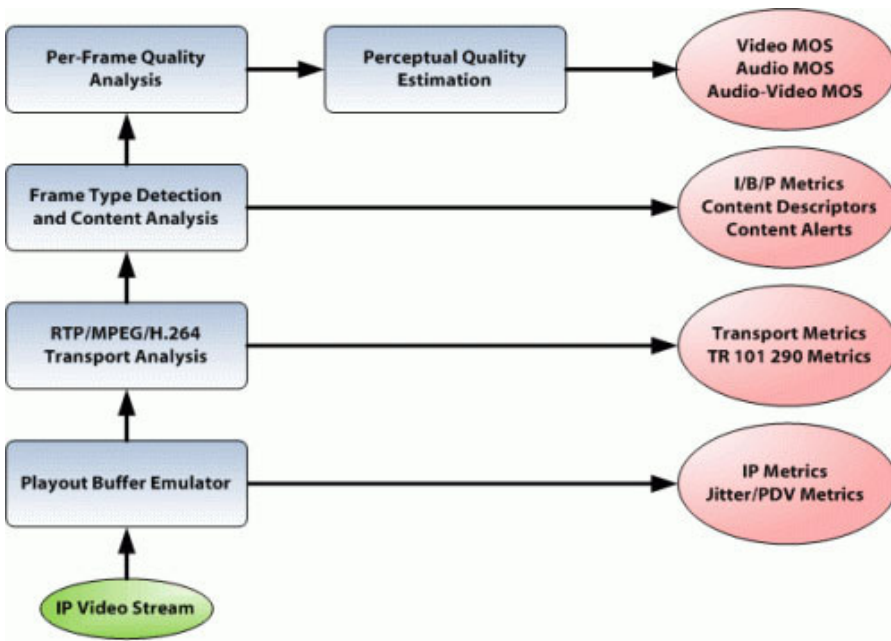 Per-Frame Quality
Analysis
Perceptual Quality
Estimation
Video MOS
Audio MOS
Audio-Video MOS
Frame Type Detection
and Content Analysis
I/B/P Metrics
Content Descriptors
Content Alerts
RTP/MPEG/H.264
Transport Analysis
Transport Metrics
TR 101 290 Metrics
Playout Buffer Emulator
IP Metrics
Jitter/PDV Metrics
IP Video Stream